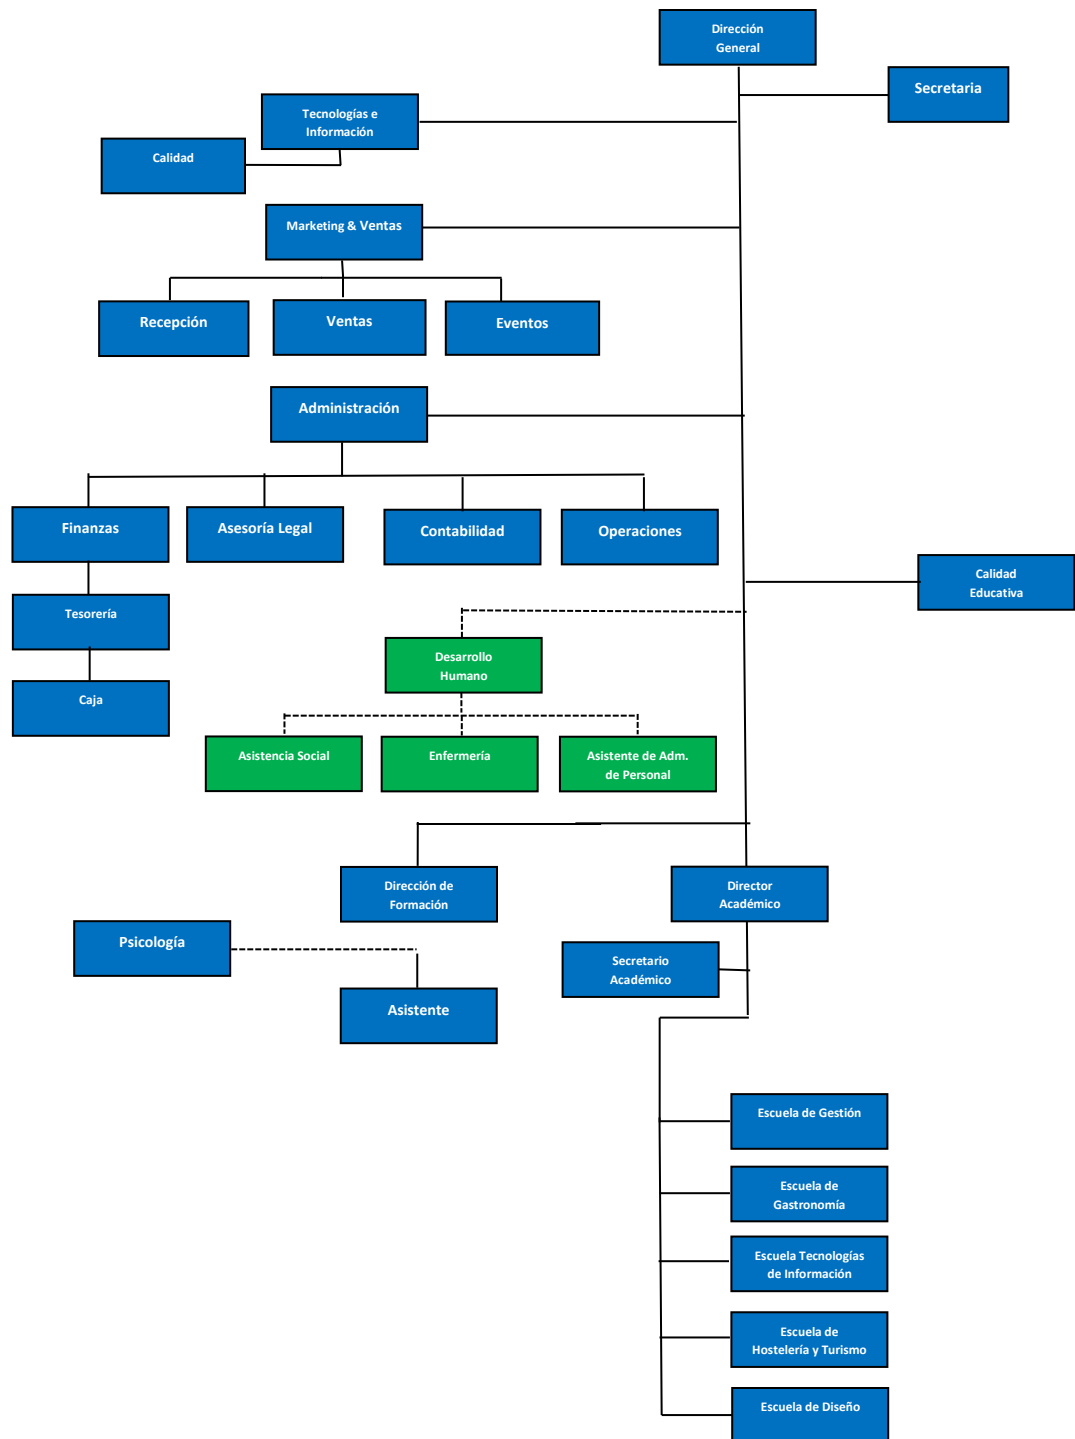 Dirección
General
Secretaria
Tecnologías e
Información
Calidad
Marketing & Ventas
Recepción
Ventas
Eventos
Administración
Finanzas
Asesoría Legal
Contabilidad
Operaciones
Calidad
Educativa
Tesorería
Desarrollo
Humano
Caja
Asistencia Social
Enfermería
Asistente de Adm.
de Personal
Dirección de
Formación
Director
Académico
Psicología
Secretario
Académico
Asistente
Escuela de Gestión
Escuela de
Gastronomía
Escuela Tecnologías
de Información
Escuela de
Hostelería y Turismo
Escuela de Diseño